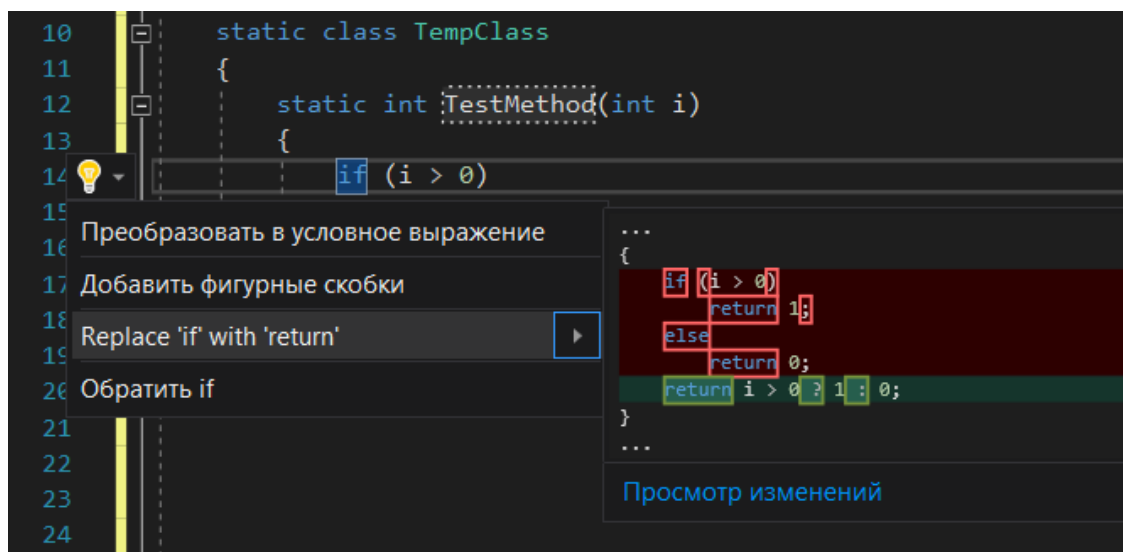 10 static class TempClass
11 {
12 static int TestMethod(int i)
13 {
14 if (i > 0)
15
16
17
18
19
20
21
22
23
24
Преобразовать в условное выражение
Добавить фигурные скобки
Replace 'if' with 'return'
Обратить if
...
{
if (i > 0)
return 1;
else
return 0;
return i > 0 ? 1 : 0;
}
...
Просмотр изменений